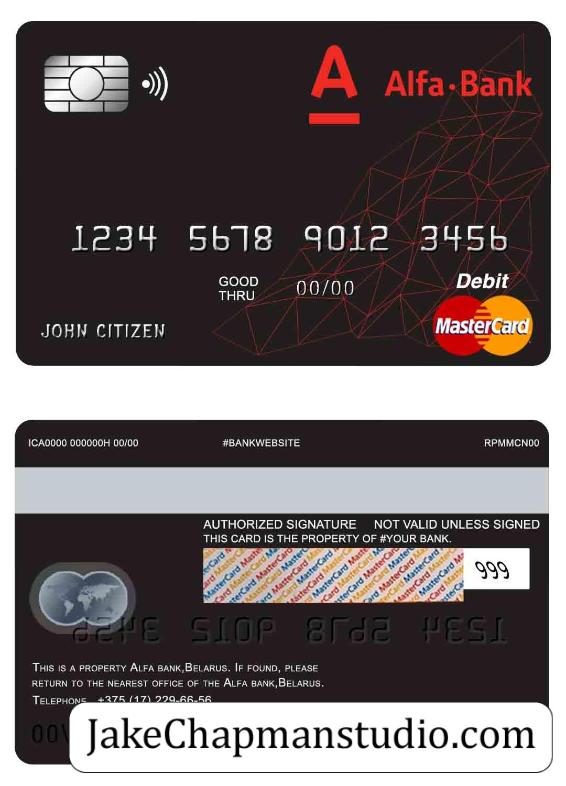 A Alfa·Bank
1234 5678 9012 3456
GOOD
THRU 00/00
Debit
JOHN CITIZEN
MasterCard
ICA0000 000000H 00/00 #BANKWEBSITE RPMMCN00
AUTHORIZED SIGNATURE NOT VALID UNLESS SIGNED
THIS CARD IS THE PROPERTY OF #YOUR BANK.
999
THIS IS A PROPERTY ALFA BANK,BELARUS. IF FOUND, PLEASE
RETURN TO THE NEAREST OFFICE OF THE ALFA BANK,BELARUS.
TELEPHONE +375 (17) 229-66-56
JakeChapmanstudio.com